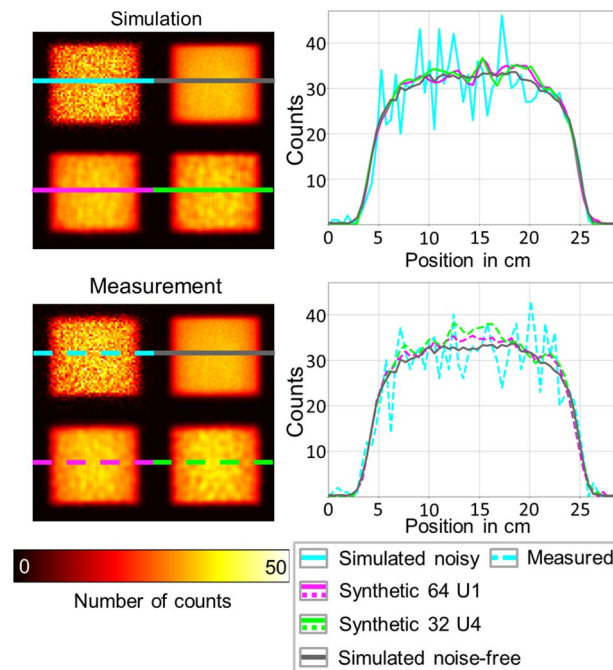 Simulation
40
30
20
10
Counts
0 5 10 15 20 25
Position in cm
Measurement
40
30
20
10
Counts
0 5 10 15 20 25
Position in cm
0 50
Number of counts
Simulated noisy Measured
Synthetic 64 U1
Synthetic 32 U4
Simulated noise-free